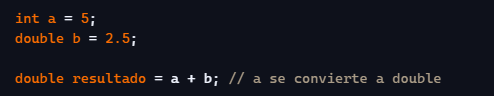 int a = 5;
double b = 2.5;
double resultado = a + b; // a se convierte a double